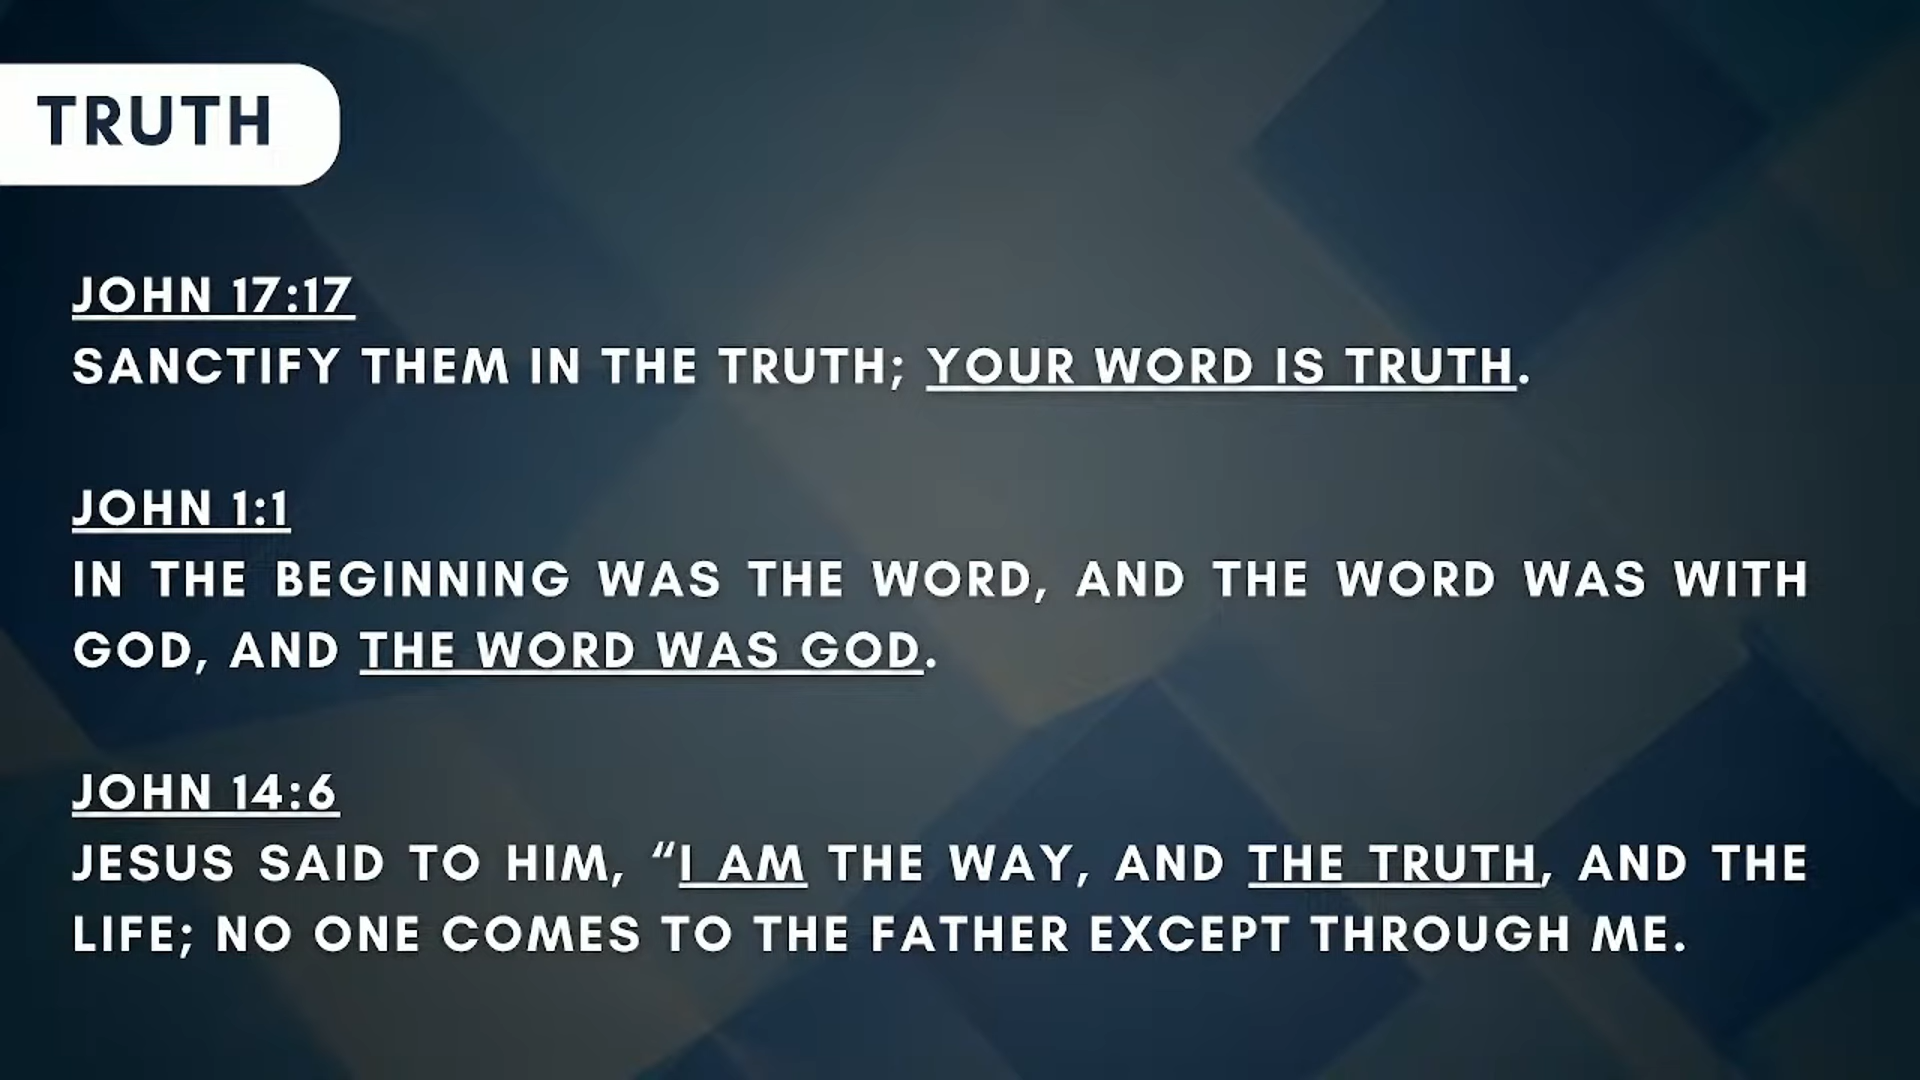 TRUTH
JOHN 17:17
SANCTIFY THEM IN THE TRUTH; YOUR WORD IS TRUTH.
JOHN 1:1
IN THE BEGINNING WAS THE WORD, AND THE WORD WAS WITH
GOD, AND THE WORD WAS GOD.
JOHN 14:6
JESUS SAID TO HIM, “I AM THE WAY, AND THE TRUTH, AND THE
LIFE; NO ONE COMES TO THE FATHER EXCEPT THROUGH ME.